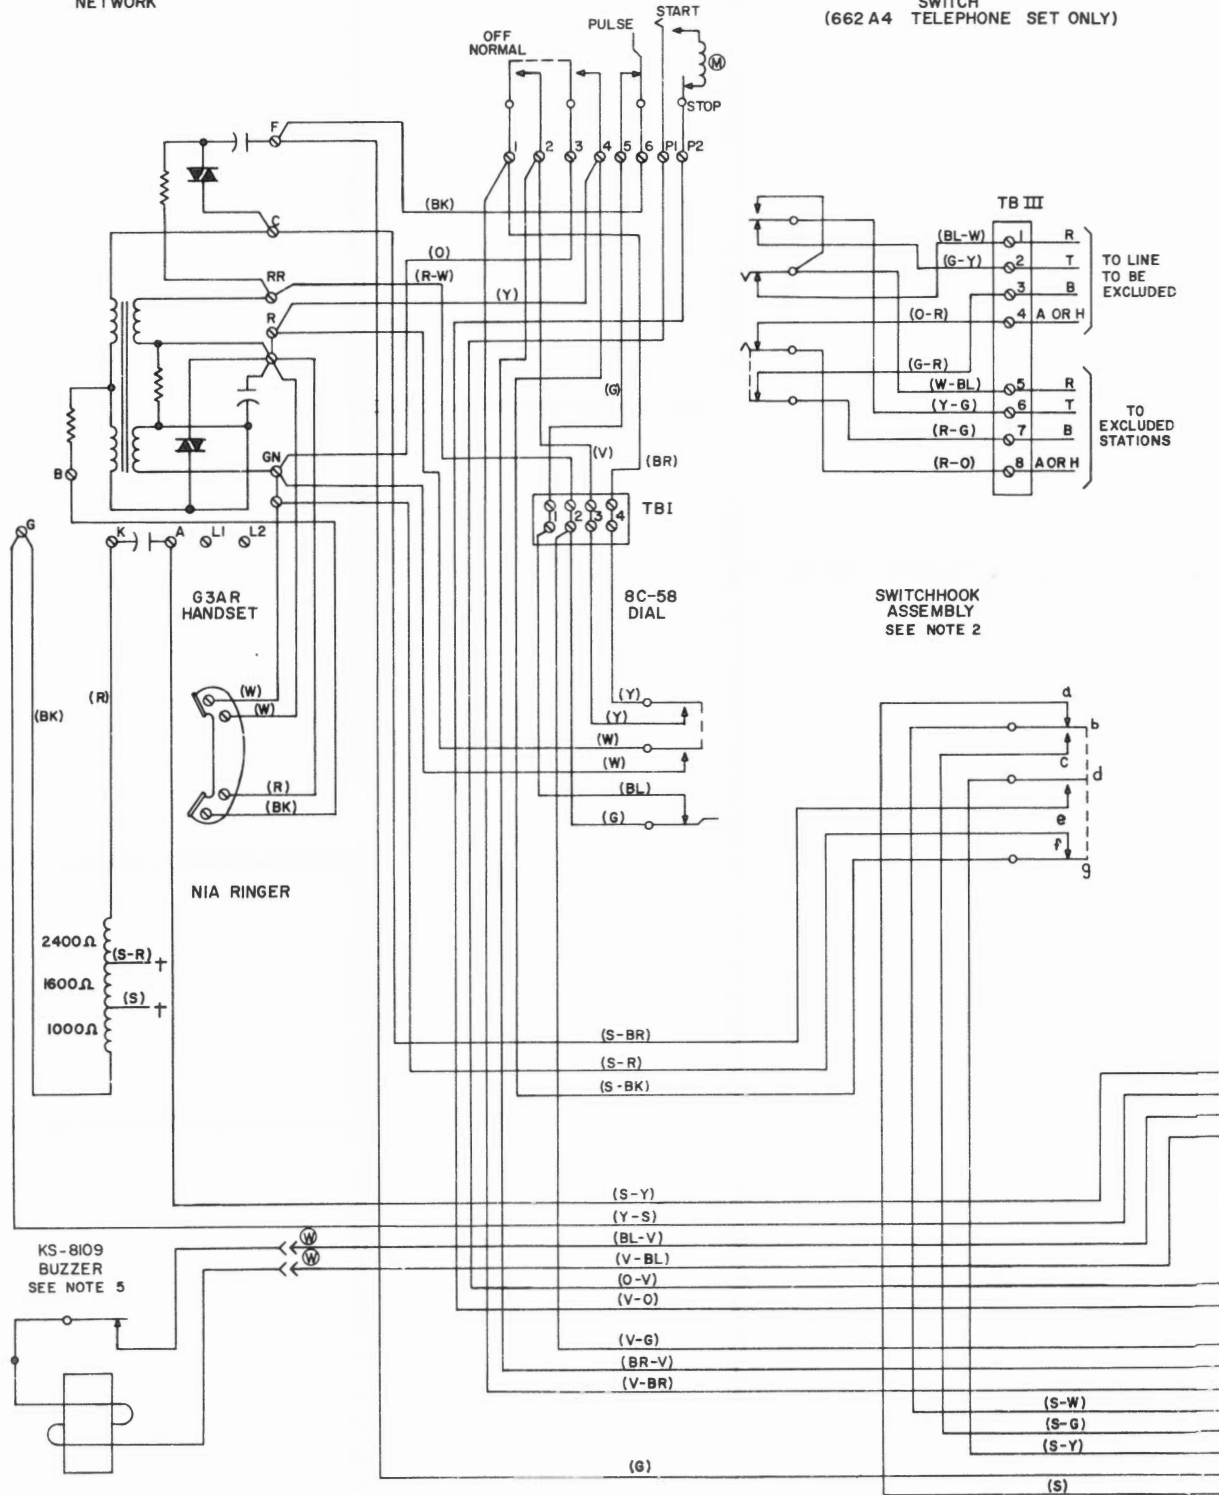 NETWORK
SWITCH
(662 A4 TELEPHONE SET ONLY)
START
PULSE
OFF
NORMAL
M
STOP
F
1
2
3
4
5
6
P1
P2
(BK)
C
(O)
(R-W)
RR
(Y)
R
(G)
(V)
(BR)
GN
B
G
K
A
L1
L2
TB III
(BL-W)
1
R
(G-Y)
2
T
3
B
(O-R)
4
A OR H
TO LINE
TO BE
EXCLUDED
(G-R)
(W-BL)
5
R
(Y-G)
6
T
(R-G)
7
B
(R-O)
8
A OR H
TO
EXCLUDED
STATIONS
TBI
1
2
3
4
G3AR
HANDSET
8C-58
DIAL
SWITCHHOOK
ASSEMBLY
SEE NOTE 2
(R)
(BK)
(W)
(W)
(R)
(BK)
(Y)
(Y)
(W)
(W)
(BL)
(G)
a
b
c
d
e
f
g
NIA RINGER
2400Ω
(S-R) †
1600Ω
(S) †
1000Ω
(S-BR)
(S-R)
(S-BK)
(S-Y)
(Y-S)
W
(BL-V)
W
(V-BL)
(O-V)
(V-O)
KS-8109
BUZZER
SEE NOTE 5
(V-G)
(BR-V)
(V-BR)
(S-W)
(S-G)
(S-Y)
(G)
(S)